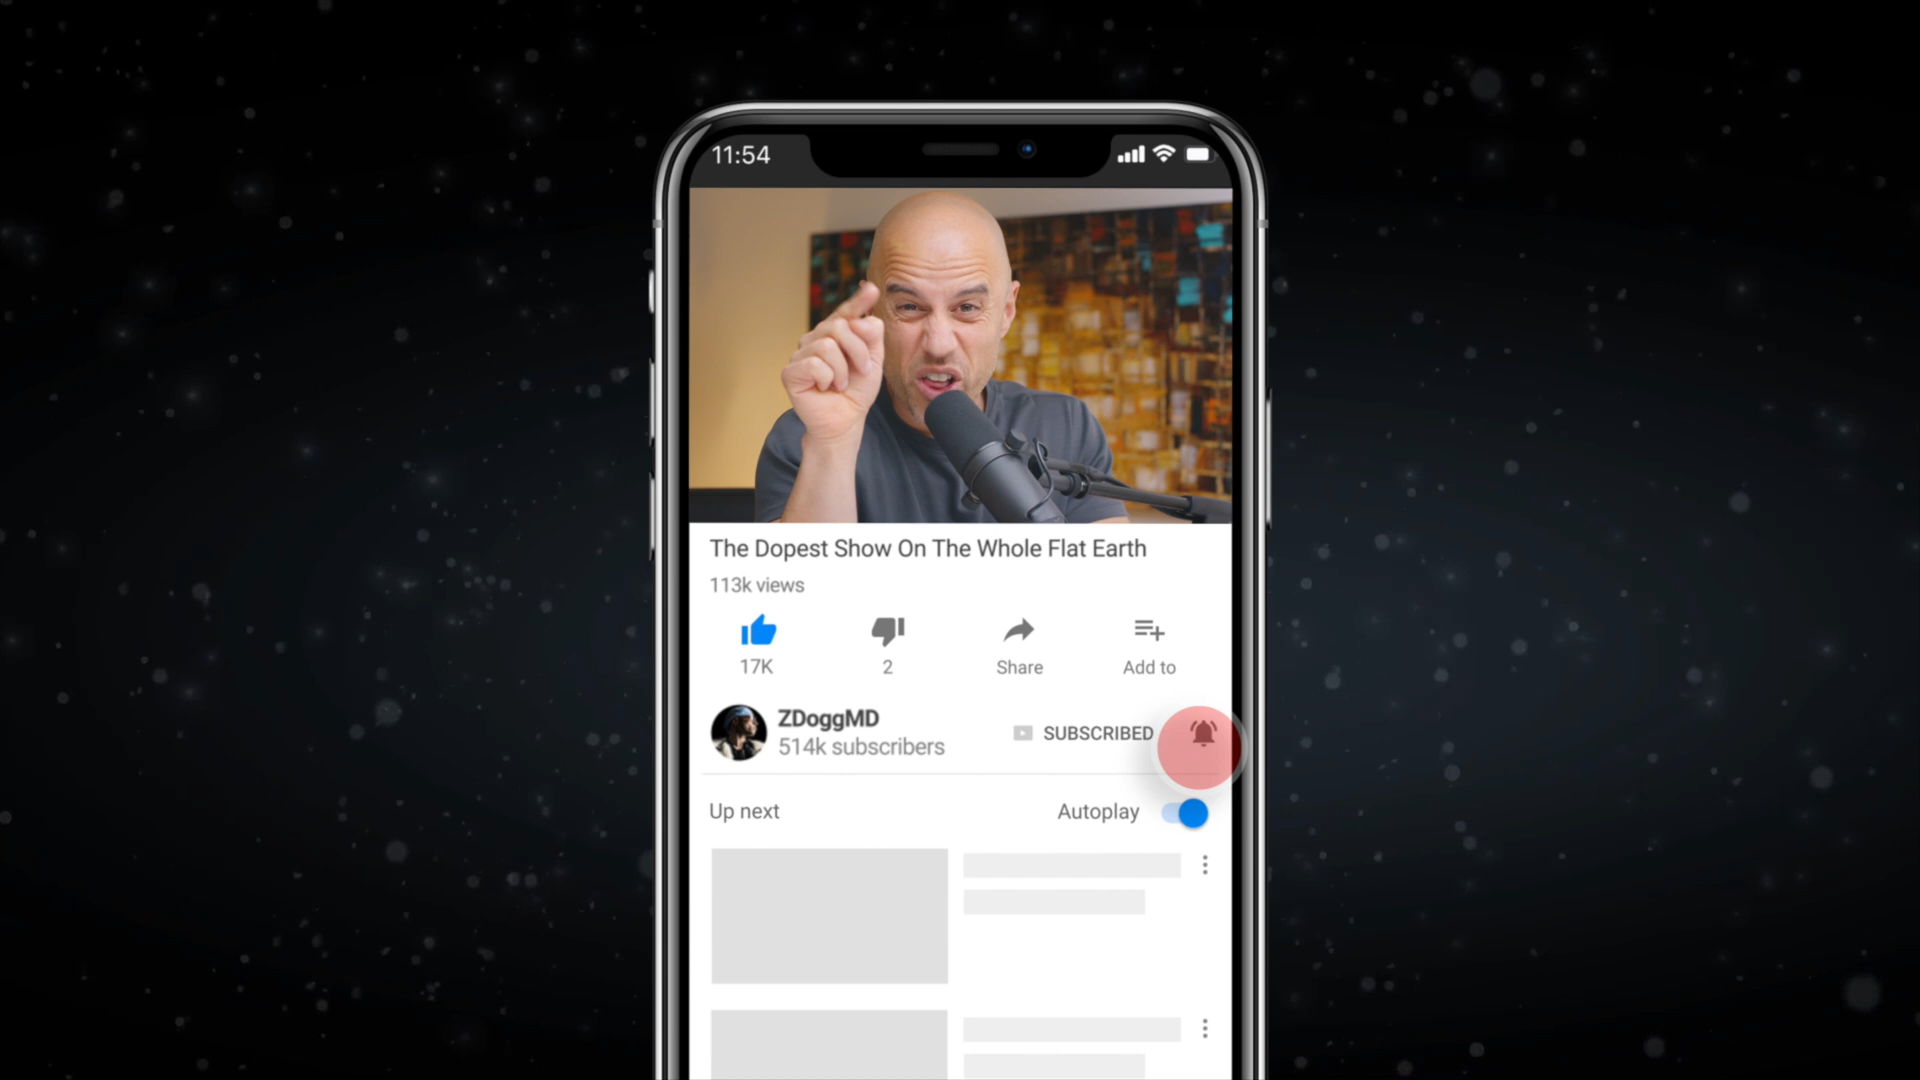 11:54
The Dopest Show On The Whole Flat Earth
113k views
17K
2
Share
Add to
ZDoggMD
514k subscribers
SUBSCRIBED
Up next
Autoplay